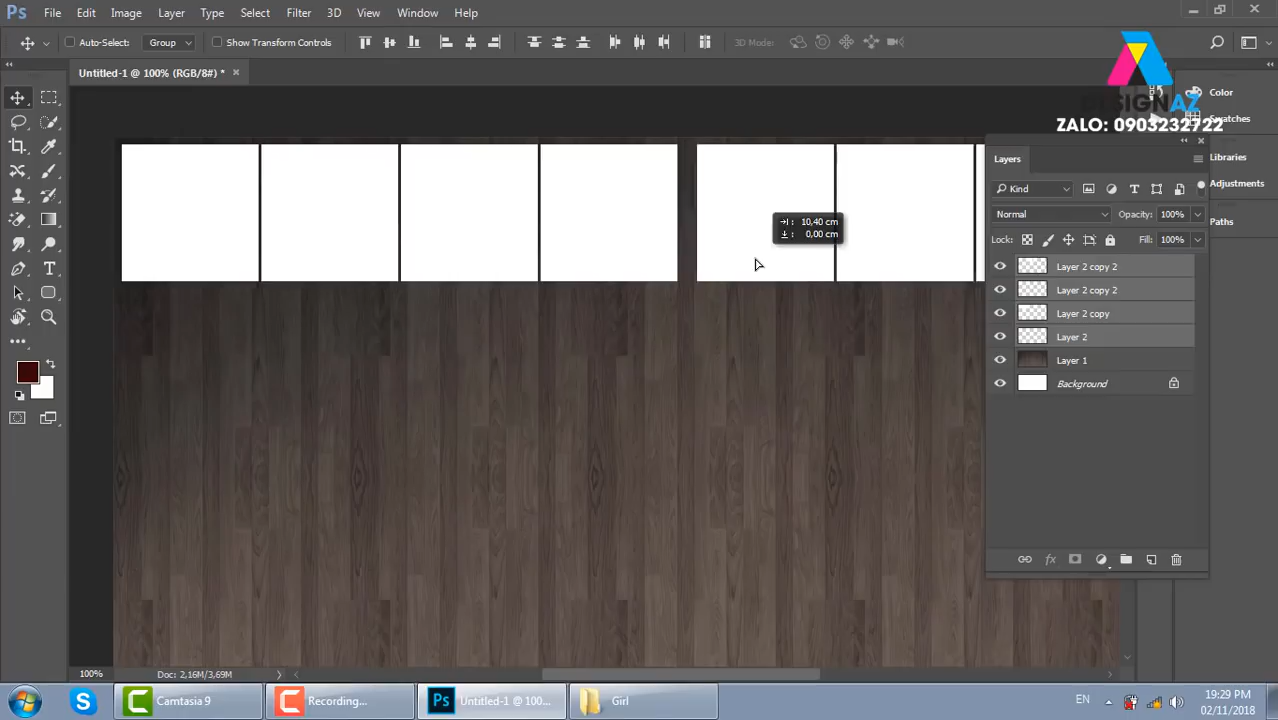 Ps File Edit Image Layer Type Select Filter 3D View Window Help
Auto-Select: Group Show Transform Controls 3D Mode:
Untitled-1 @ 100% (RGB/8#) * ×
ZALO: 0903232722
Color
Swatches
Libraries
Adjustments
Paths
Layers
Kind
Normal Opacity: 100%
Lock: Fill: 100%
Layer 2 copy 2
Layer 2 copy 2
Layer 2 copy
Layer 2
Layer 1
Background
10,40 cm
0,00 cm
100% Doc: 2,16M/3,69M
Camtasia 9
Recording...
Ps Untitled-1 @ 100...
Girl
EN
19:29 PM
02/11/2018